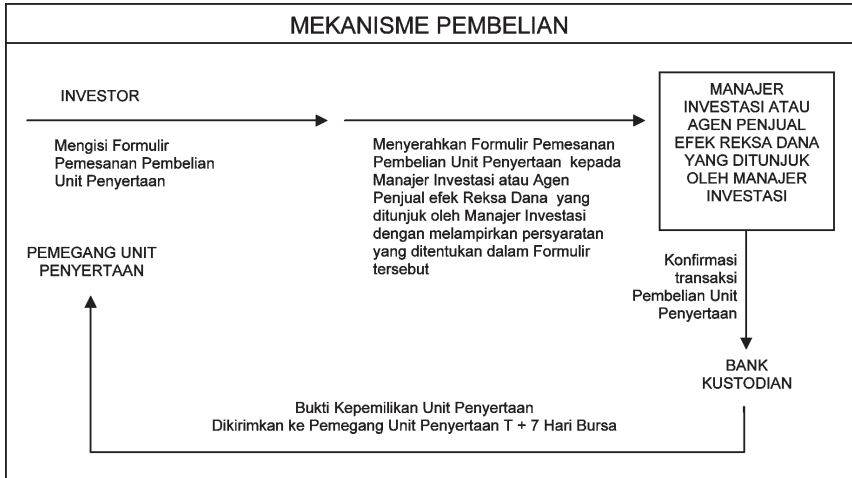 MEKANISME PEMBELIAN
INVESTOR
Mengisi Formulir
Pemesanan Pembelian
Unit Penyertaan
Menyerahkan Formulir Pemesanan
Pembelian Unit Penyertaan kepada
Manajer Investasi atau Agen
Penjual efek Reksa Dana yang
ditunjuk oleh Manajer Investasi
dengan melampirkan persyaratan
yang ditentukan dalam Formulir
tersebut
MANAJER
INVESTASI ATAU
AGEN PENJUAL
EFEK REKSA DANA
YANG DITUNJUK
OLEH MANAJER
INVESTASI
Konfirmasi
transaksi
Pembelian Unit
Penyertaan
BANK
KUSTODIAN
Bukti Kepemilikan Unit Penyertaan
Dikirimkan ke Pemegang Unit Penyertaan T + 7 Hari Bursa
PEMEGANG UNIT
PENYERTAAN